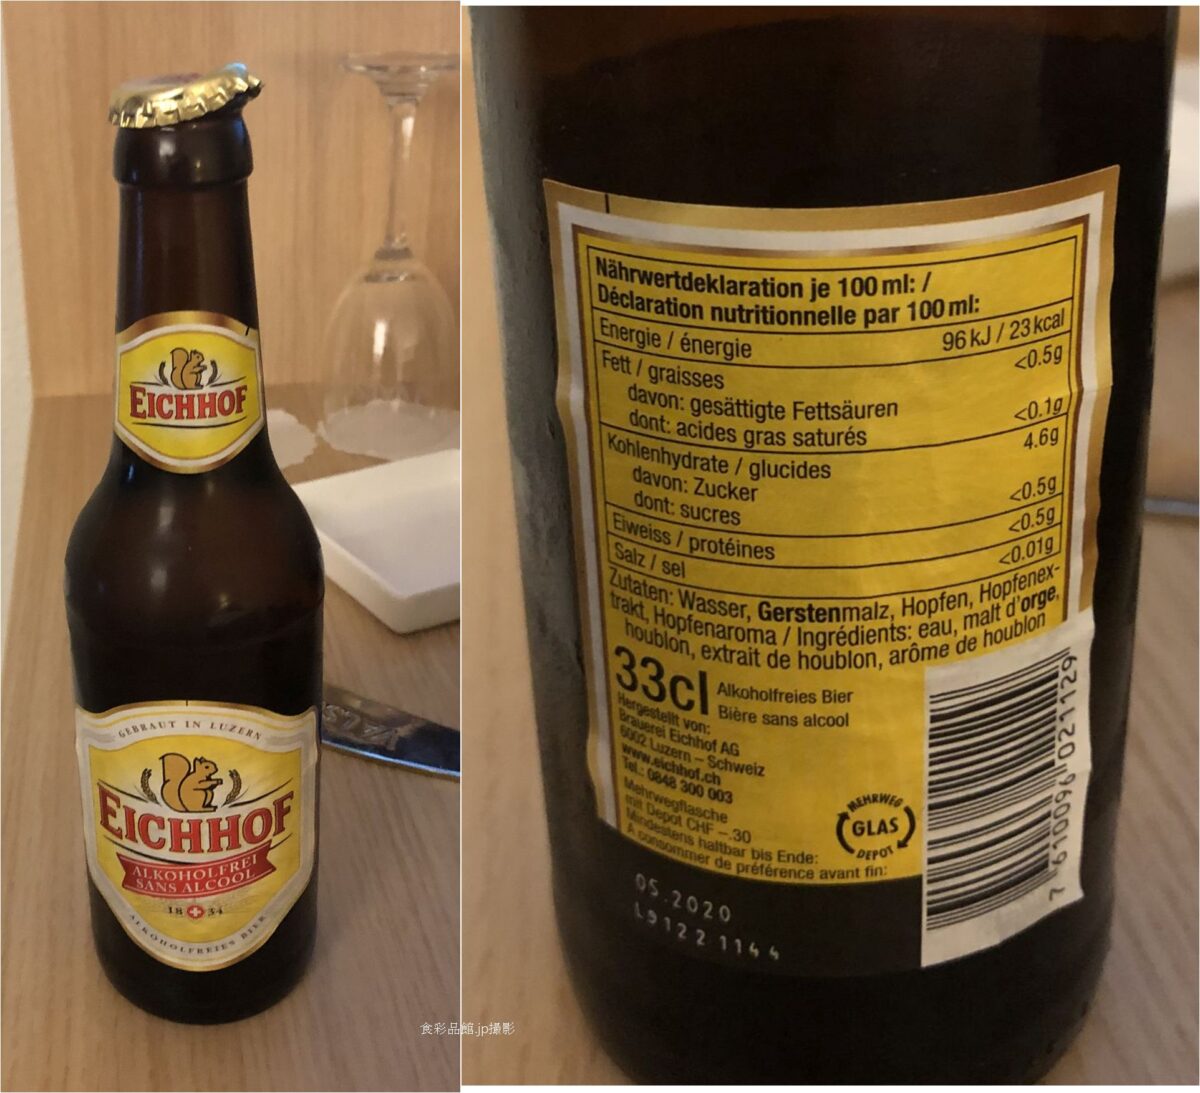 EICHHOF
GEBRAUT IN LUZERN
EICHHOF
ALKOHOLFREI
SANS ALCOOL
18 34
ALKOHOLFREIES BIER
食彩品館.jp撮影
Nährwertdeklaration je 100 ml: /
Déclaration nutritionnelle par 100 ml:
Energie / énergie 96 kJ / 23 kcal
Fett / graisses <0.5g
davon: gesättigte Fettsäuren
dont: acides gras saturés <0.1g
Kohlenhydrate / glucides 4.6g
davon: Zucker
dont: sucres <0.5g
Eiweiss / protéines <0.5g
Salz / sel <0.01g
Zutaten: Wasser, Gerstenmalz, Hopfen, Hopfenex-
trakt, Hopfenaroma / Ingrédients: eau, malt d'orge,
houblon, extrait de houblon, arôme de houblon
33cl
Alkoholfreies Bier
Bière sans alcool
Hergestellt von:
Brauerei Eichhof AG
6002 Luzern – Schweiz
www.eichhof.ch
Tel.: 0848 300 003
Mehrwegflasche
mit Depot CHF –.30
Mindestens haltbar bis Ende:
A consommer de préférence avant fin:
MEHRWEG
GLAS
DEPOT
7 610096 021129
05.2020
L9122 1144